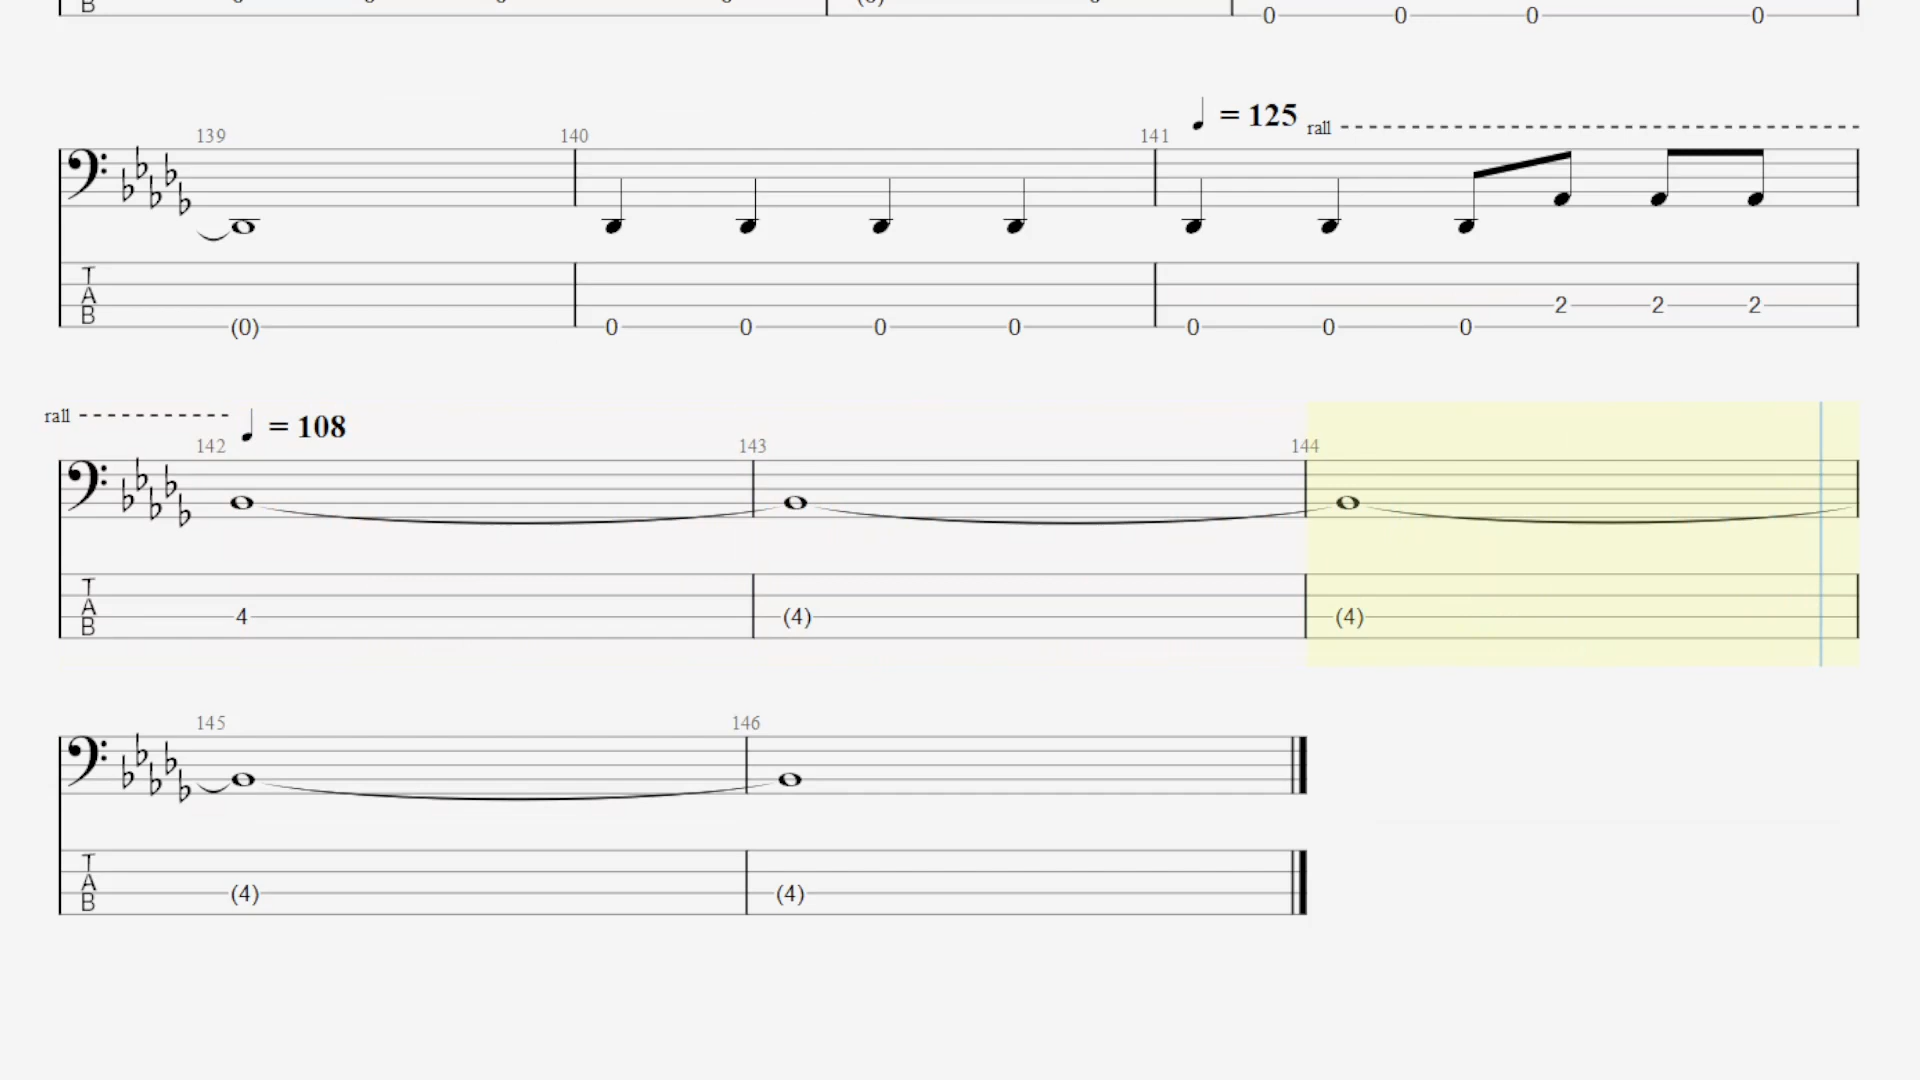 B (0) 0 0 0 0
♩ = 125 rall
139 140 141
T
A
B
(0) 0 0 0 0 0 0 0 2 2 2
rall ♩ = 108
142 143 144
T
A
B
4 (4) (4)
145 146
T
A
B
(4) (4)